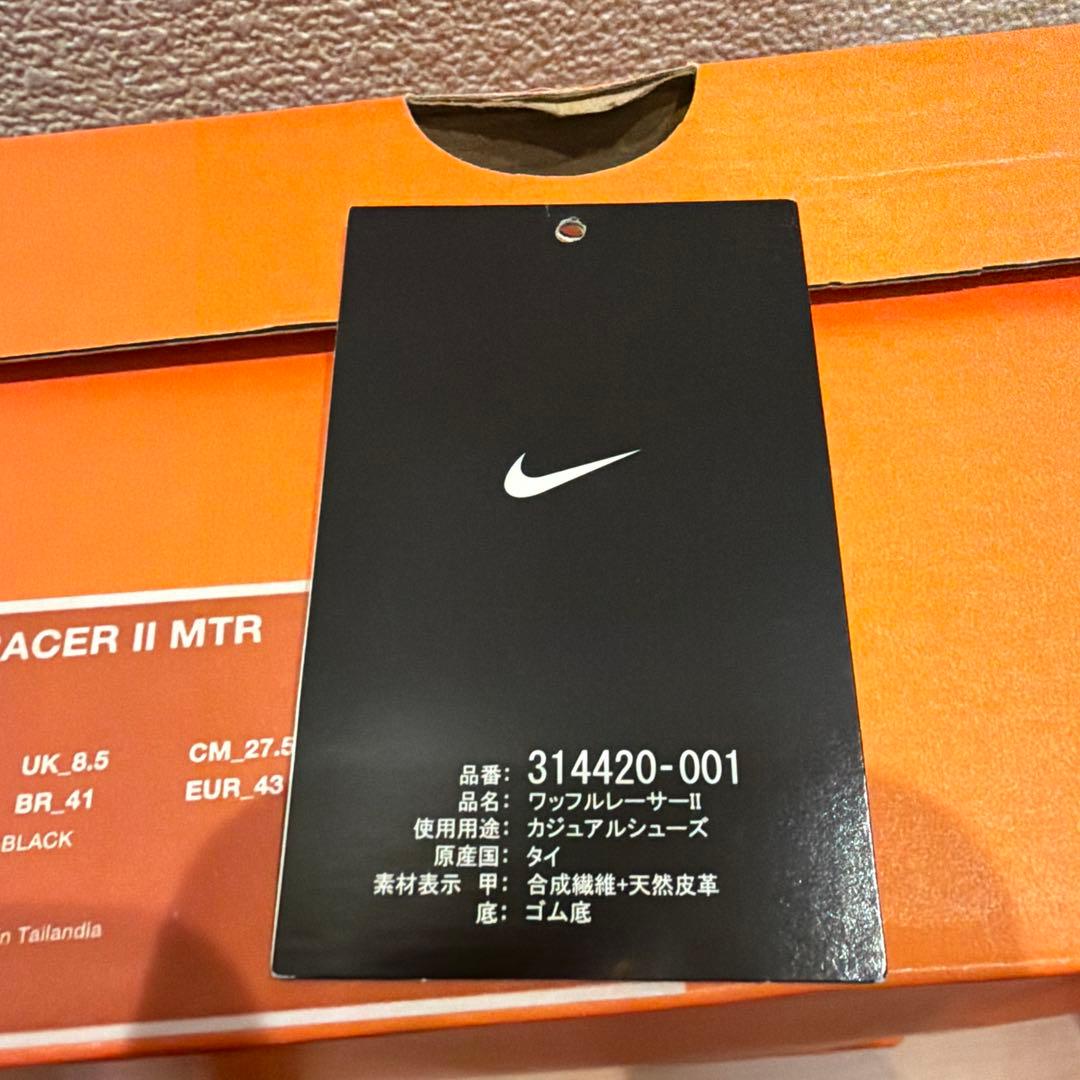 RACER II MTR
UK_8.5 CM_27.5
BR_41 EUR_43
BLACK
in Tailandia
品番: 314420-001
品名: ワッフルレーサーII
使用用途: カジュアルシューズ
原産国: タイ
素材表示 甲: 合成繊維+天然皮革
底: ゴム底